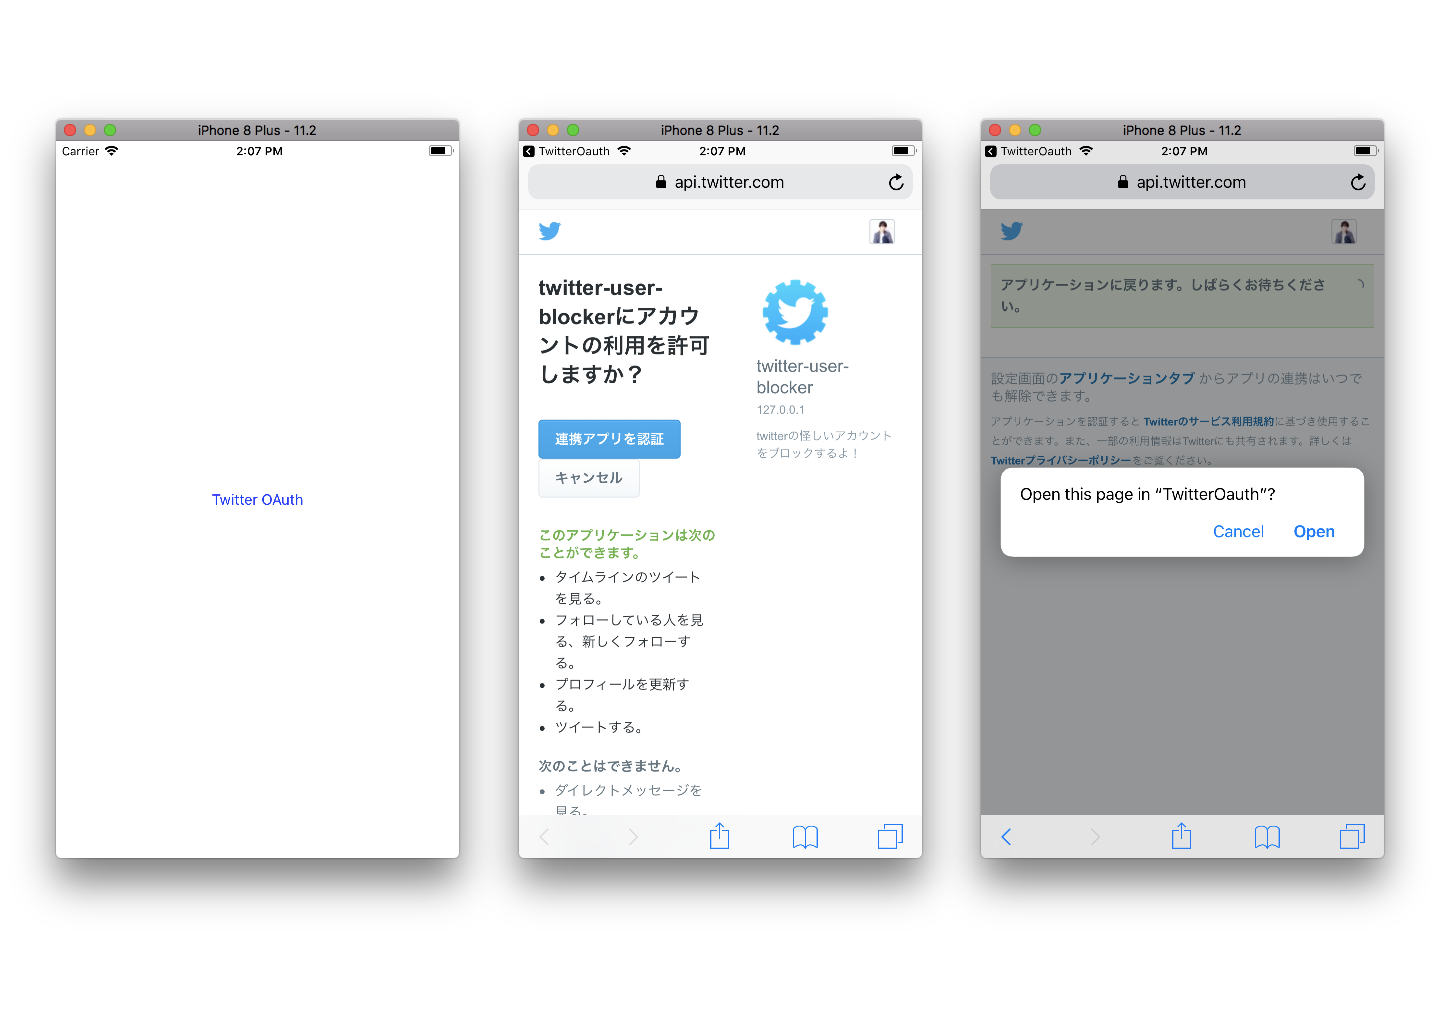 iPhone 8 Plus - 11.2
Carrier
2:07 PM
Twitter OAuth
iPhone 8 Plus - 11.2
TwitterOauth
2:07 PM
api.twitter.com
twitter-user-
blockerにアカウ
ントの利用を許可
しますか？
連携アプリを認証
キャンセル
twitter-user-
blocker
127.0.0.1
twitterの怪しいアカウント
をブロックするよ！
このアプリケーションは次の
ことができます。
• タイムラインのツイート
を見る。
• フォローしている人を見
る、新しくフォローす
る。
• プロフィールを更新す
る。
• ツイートする。
次のことはできません。
• ダイレクトメッセージを
見る。
iPhone 8 Plus - 11.2
TwitterOauth
2:07 PM
api.twitter.com
アプリケーションに戻ります。しばらくお待ちくださ
い。
設定画面のアプリケーションタブ からアプリの連携はいつで
も解除できます。
アプリケーションを認証すると Twitterのサービス利用規約に基づき使用するこ
とができます。また、一部の利用情報はTwitterにも共有されます。詳しくは
Twitterプライバシーポリシーをご覧ください。
Open this page in “TwitterOauth”?
Cancel
Open